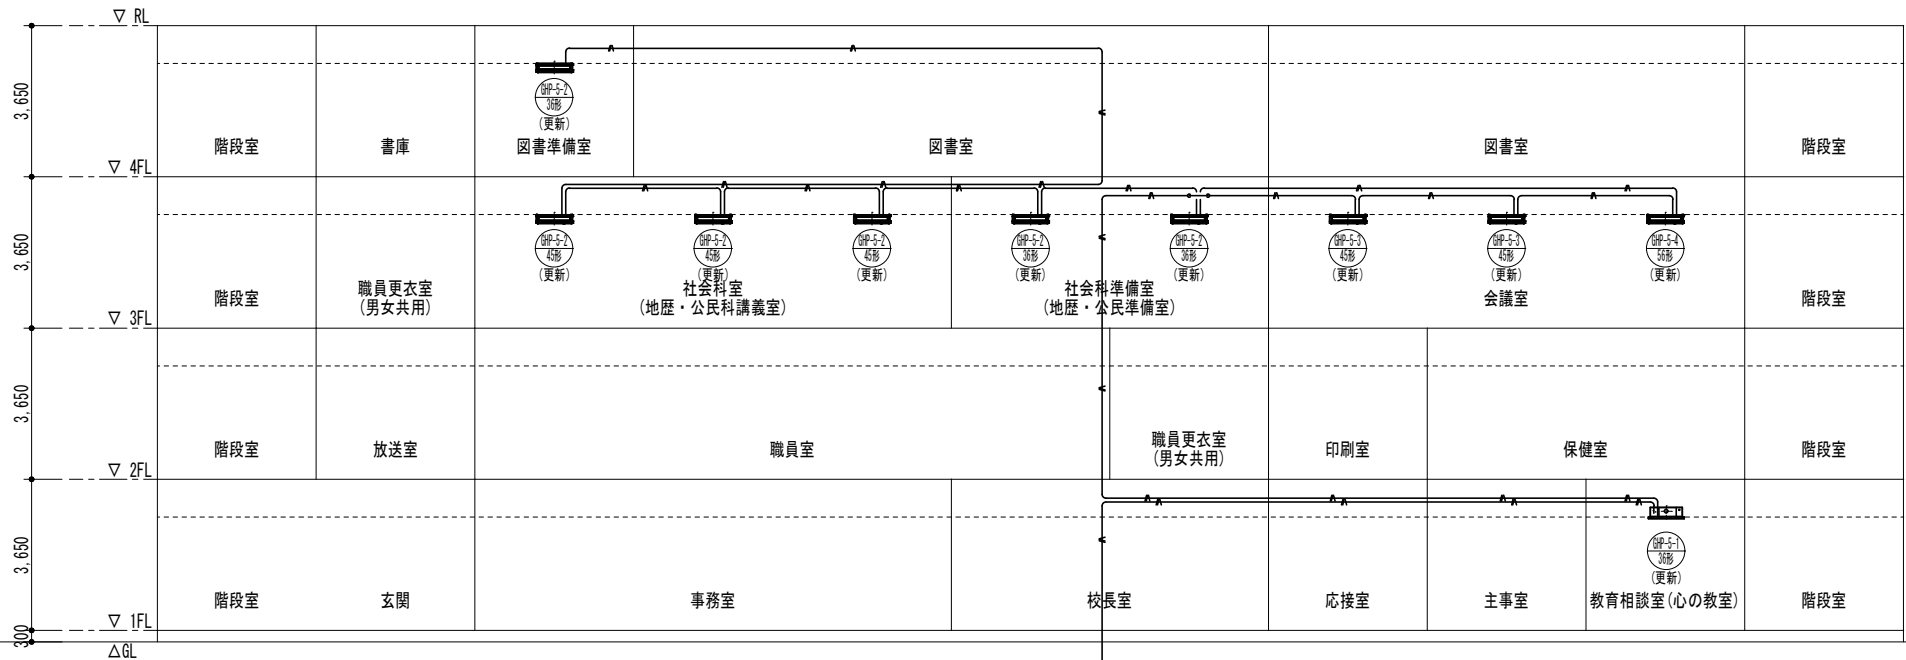 ▽ RL
3,650
GHP-5-2
36形
(更新)
階段室
書庫
図書準備室
図書室
図書室
階段室
▽ 4FL
3,650
GHP-5-2
45形
(更新)
GHP-5-2
45形
(更新)
GHP-5-2
45形
(更新)
GHP-5-2
36形
(更新)
GHP-5-2
36形
(更新)
GHP-5-3
45形
(更新)
GHP-5-3
45形
(更新)
GHP-5-4
56形
(更新)
階段室
職員更衣室
(男女共用)
社会科室
(地歴・公民科講義室)
社会科準備室
(地歴・公民準備室)
会議室
階段室
▽ 3FL
3,650
階段室
放送室
職員室
職員更衣室
(男女共用)
印刷室
保健室
階段室
▽ 2FL
3,650
GHP-5-1
36形
(更新)
階段室
玄関
事務室
校長室
応接室
主事室
教育相談室(心の教室)
階段室
▽ 1FL
300
△GL